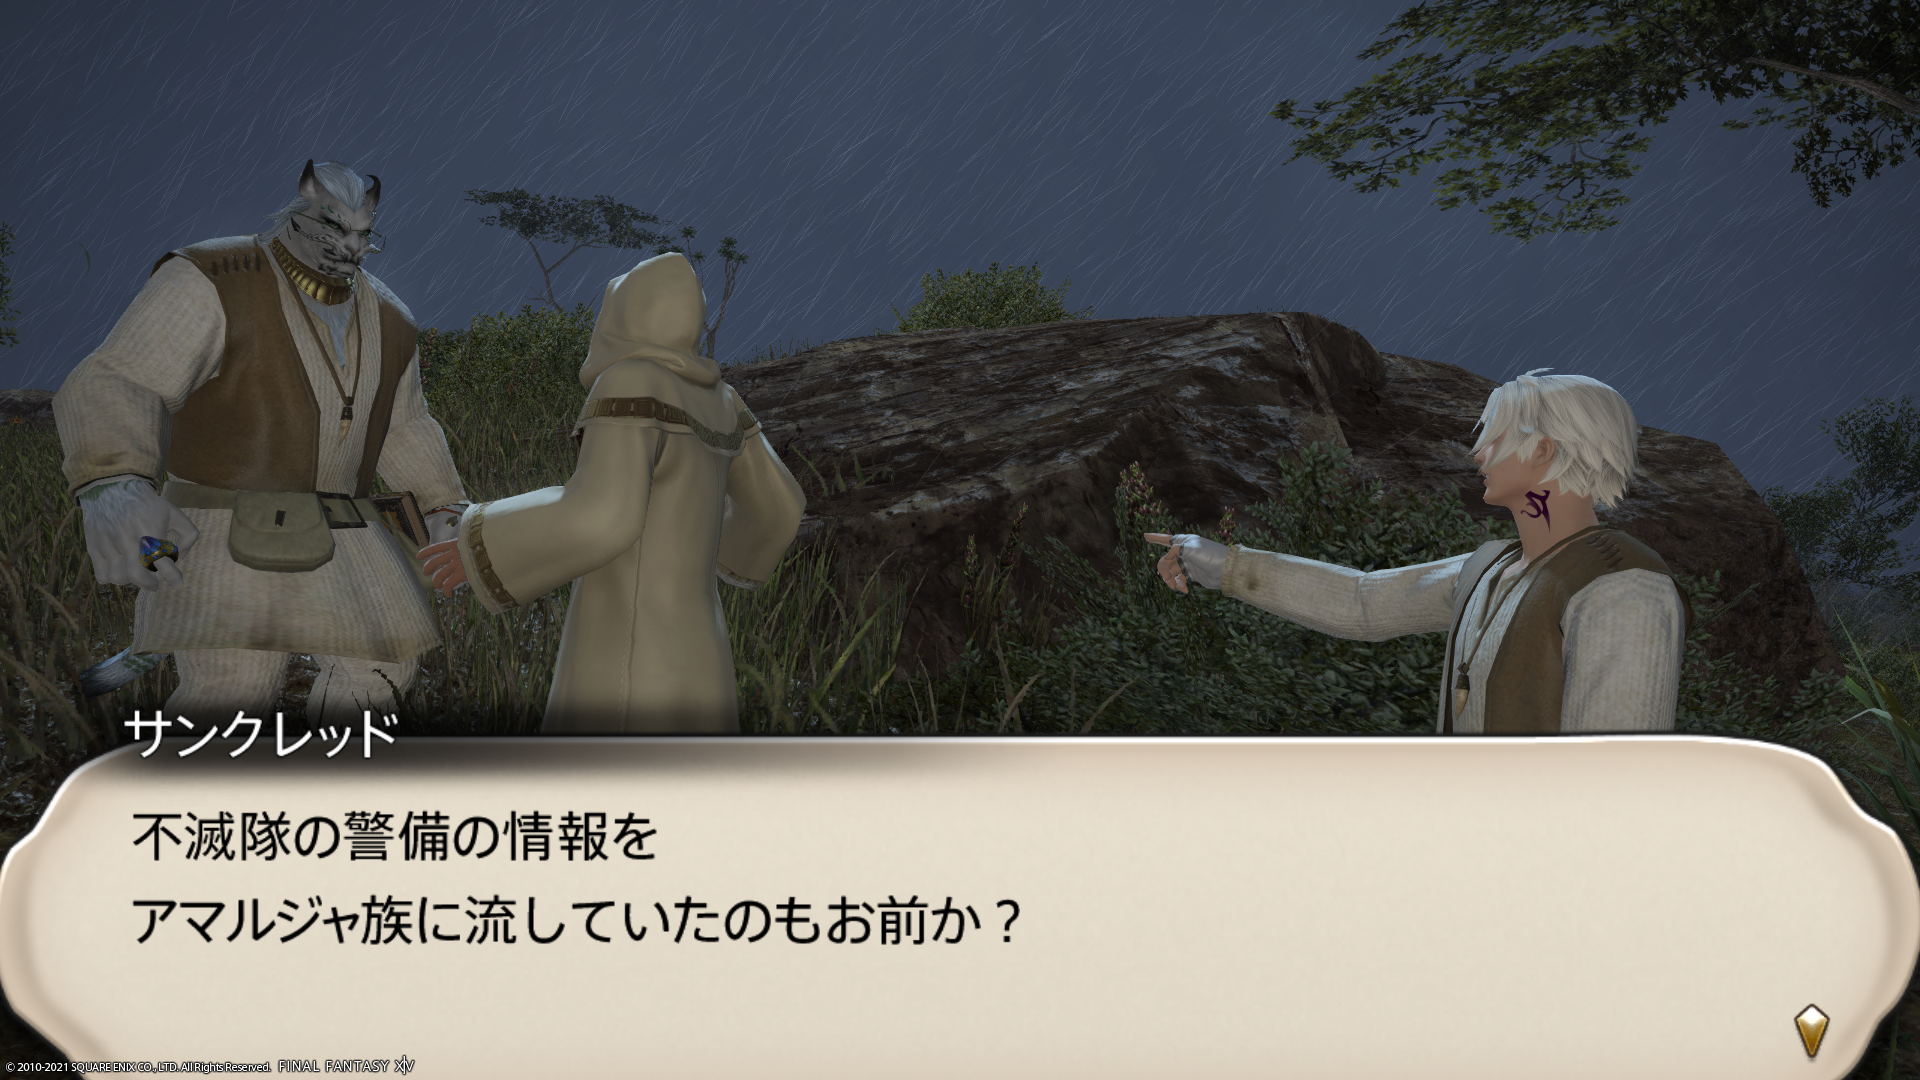 サンクレッド
不滅隊の警備の情報を
アマルジャ族に流していたのもお前か？
© 2010-2021 SQUARE ENIX CO., LTD. All Rights Reserved. FINAL FANTASY XIV